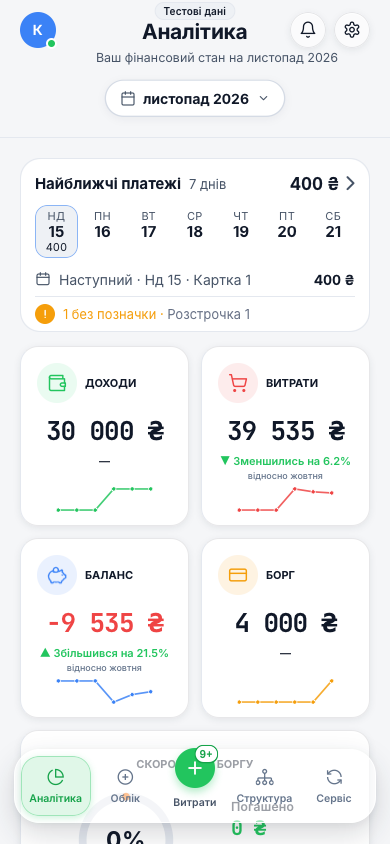 Тестові дані
К
Аналітика
Ваш фінансовий стан на листопад 2026
листопад 2026
Найближчі платежі 7 днів 400 ₴
НД ПН ВТ СР ЧТ ПТ СБ
15 16 17 18 19 20 21
400
Наступний · Нд 15 · Картка 1 400 ₴
! 1 без позначки · Розстрочка 1
ДОХОДИ
30 000 ₴
—
ВИТРАТИ
39 535 ₴
▼ Зменшились на 6.2%
відносно жовтня
БАЛАНС
-9 535 ₴
▲ Збільшився на 21.5%
відносно жовтня
БОРГ
4 000 ₴
—
СКОРО БОРГУ
9+
Аналітика Облік Витрати Структура Сервіс
Погашено
0 ₴
0%